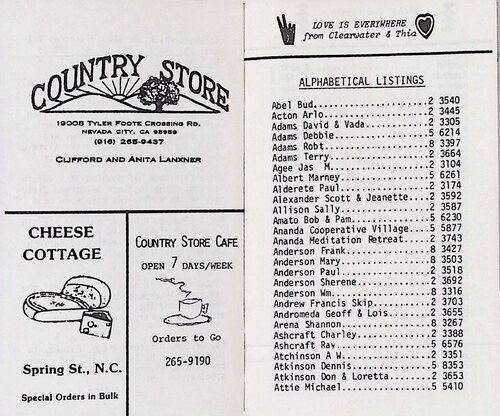 COUNTRY STORE
19008 TYLER FOOTE CROSSING RD.
NEVADA CITY, CA 95959
(916) 265-9437
CLIFFORD AND ANITA LANXNER
CHEESE
COTTAGE
Spring St., N.C.
Special Orders in Bulk
COUNTRY STORE CAFE
OPEN 7 DAYS/WEEK
Orders to Go
265-9190
LOVE IS EVERYWHERE
from Clearwater & Thia
ALPHABETICAL LISTINGS
Abel Bud....................2 3540
Acton Arlo..................2 3445
Adams David & Vada..........2 3305
Adams Debbie................5 6214
Adams Robt..................8 3397
Adams Terry.................2 3664
Agee Jas M..................2 3104
Albert Marney...............5 6261
Alderete Paul...............2 3174
Alexander Scott & Jeanette..2 3592
Allison Sally...............2 3587
Amato Bob & Pam.............5 6230
Ananda Cooperative Village..5 5877
Ananda Meditation Retreat...2 3743
Anderson Frank..............8 3427
Anderson Mary...............8 3503
Anderson Paul...............2 3518
Anderson Sherene............2 3692
Anderson Wm.................8 3316
Andrew Francis Skip.........2 3703
Andromeda Geoff & Lois......2 3655
Arena Shannon...............8 3267
Ashcraft Charley............2 3388
Ashcraft Ray................5 6576
Atchinson A W...............2 3351
Atkinson Dennis.............5 8353
Atkinson Don & Loretta......2 3653
Attie Michael...............5 5410